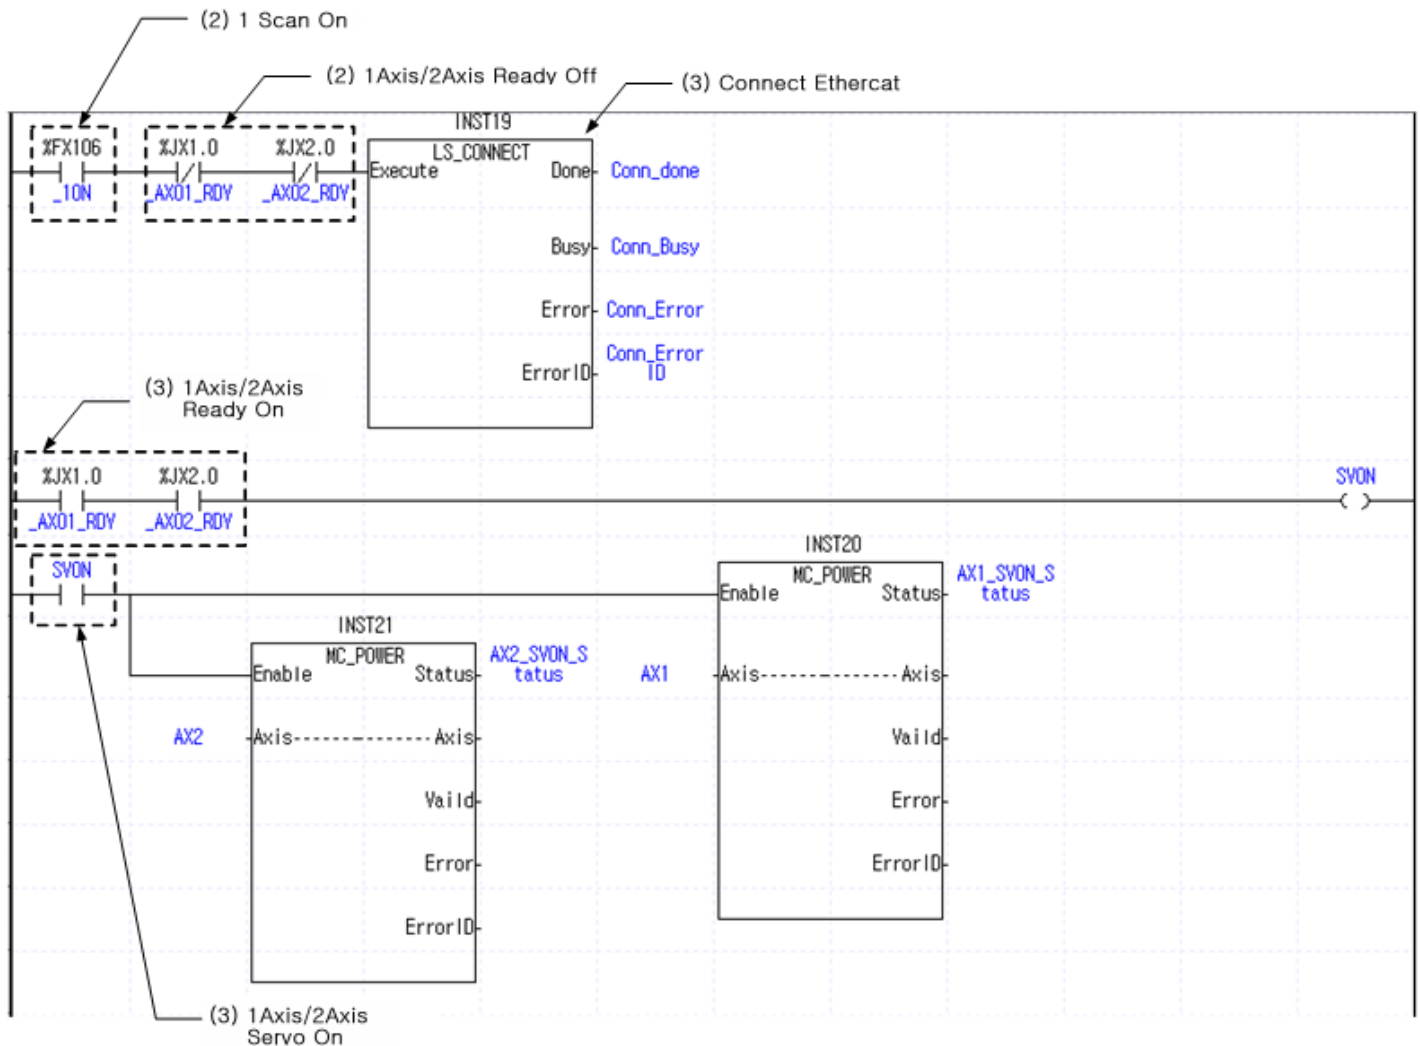 (2) 1 Scan On
(2) 1Axis/2Axis Ready Off
(3) Connect Ethercat
INST19
%FX106
%JX1.0
%JX2.0
LS_CONNECT
Execute
Done
Conn_done
_1ON
_AX01_RDY
_AX02_RDY
Busy
Conn_Busy
Error
Conn_Error
Conn_Error
ID
ErrorID
(3) 1Axis/2Axis
Ready On
%JX1.0
%JX2.0
SVON
_AX01_RDY
_AX02_RDY
SVON
INST20
MC_POWER
Enable
Status
AX1_SVON_S
tatus
INST21
MC_POWER
Enable
Status
AX2_SVON_S
tatus
AX1
Axis
Axis
AX2
Axis
Axis
Vaild
Vaild
Error
Error
ErrorID
ErrorID
(3) 1Axis/2Axis
Servo On